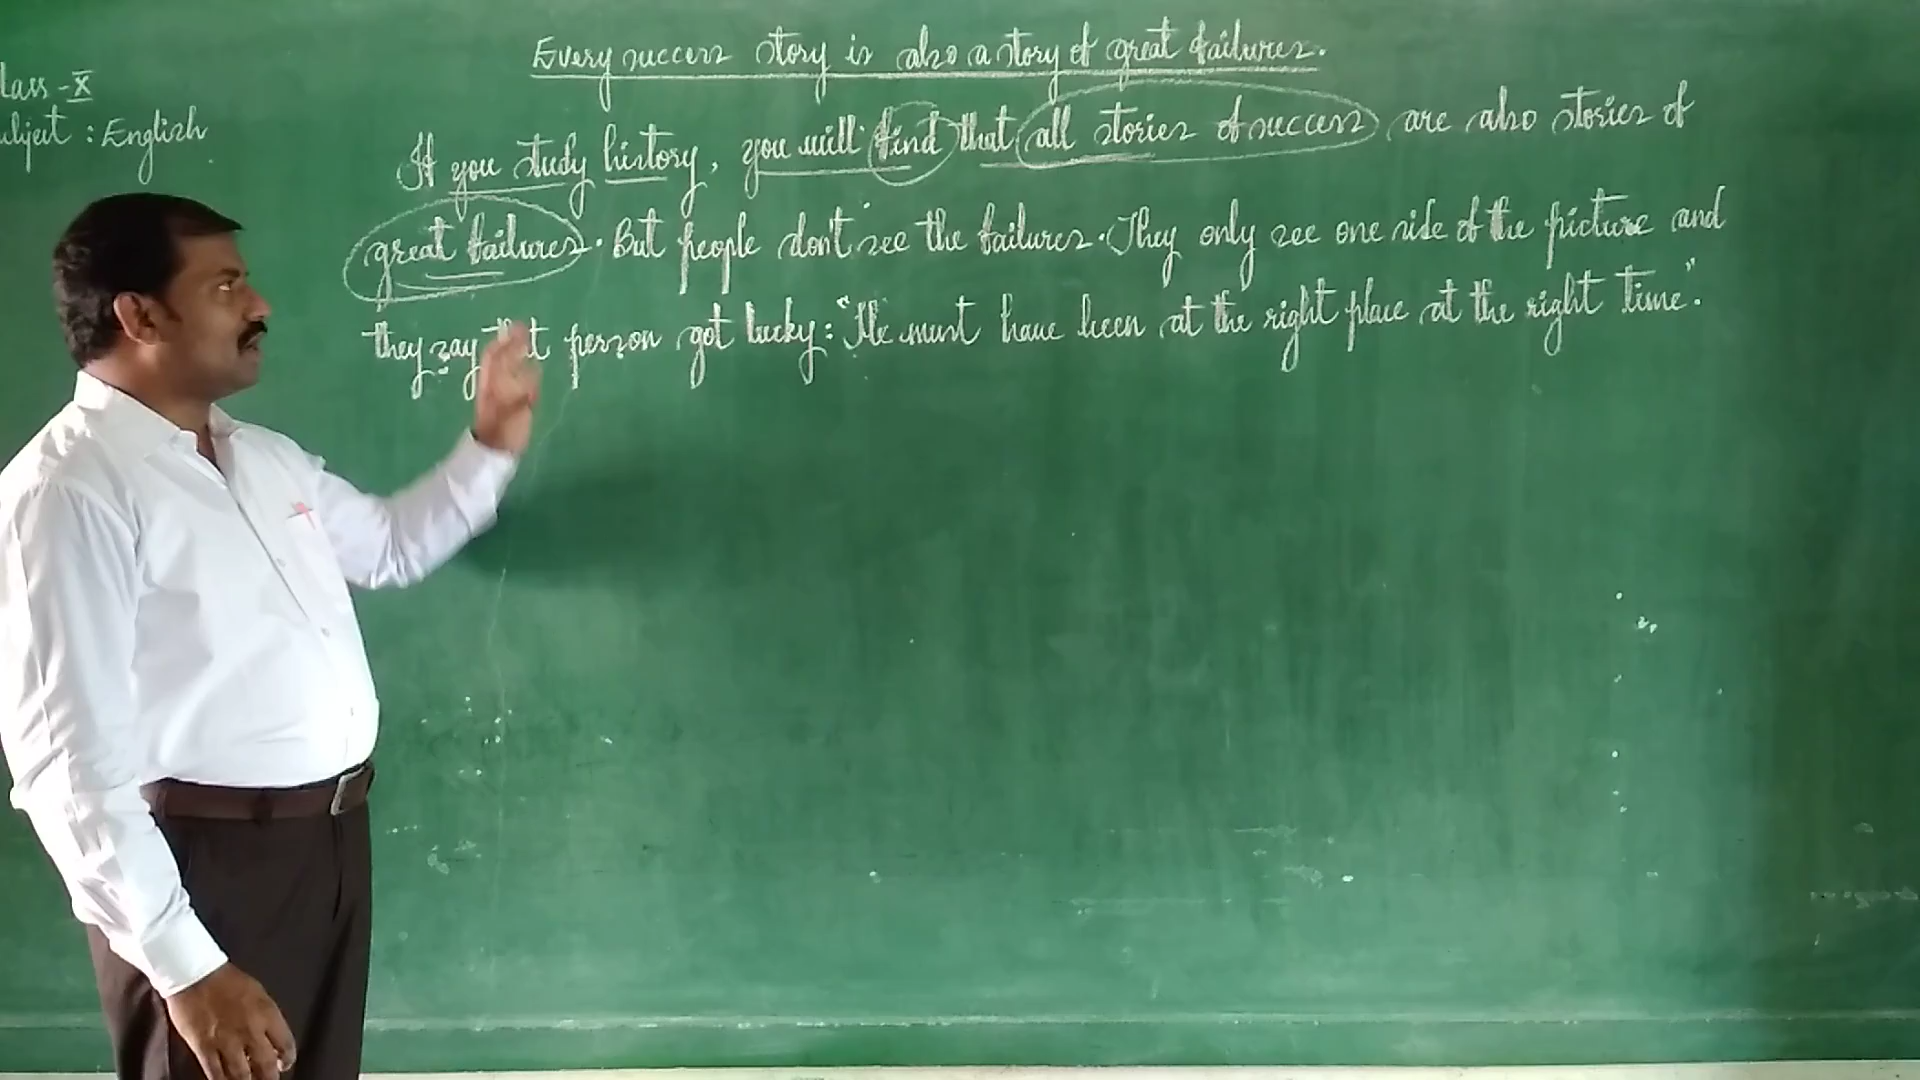 Every success story is also a story of great failures.
lass - X
ubject : English
If you study history, you will find that all stories of success are also stories of
great failures. But people don't see the failures. They only see one side of the picture and
they say that person got lucky: "He must have been at the right place at the right time".